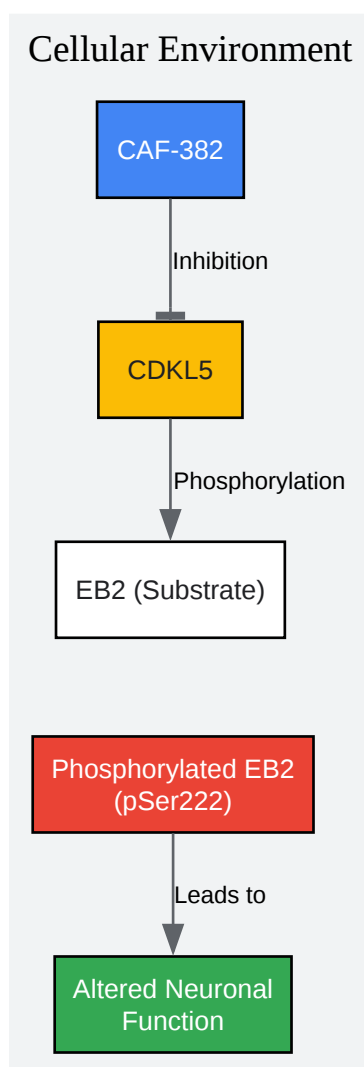 Cellular Environment
CAF-382
Inhibition
CDKL5
Phosphorylation
EB2 (Substrate)
Phosphorylated EB2
(pSer222)
Leads to
Altered Neuronal
Function